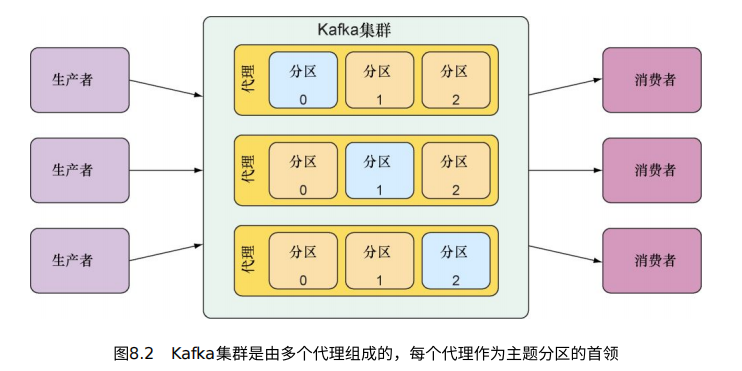 Kafka集群
生产者
代理
分区
0
分区
1
分区
2
消费者
生产者
代理
分区
0
分区
1
分区
2
消费者
生产者
代理
分区
0
分区
1
分区
2
消费者
图8.2 Kafka集群是由多个代理组成的，每个代理作为主题分区的首领